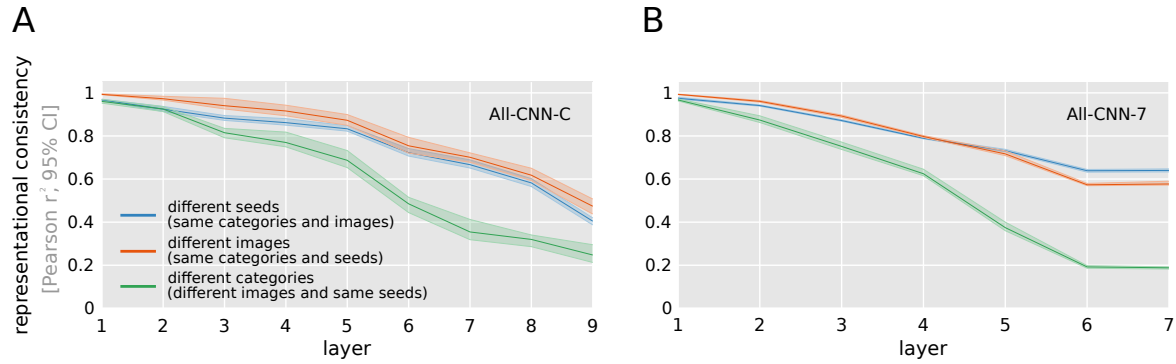 A
B
representational consistency
[Pearson r², 95% CI]
1
0.8
0.6
0.4
0.2
0
All-CNN-C
different seeds
(same categories and images)
different images
(same categories and seeds)
different categories
(different images and same seeds)
1 2 3 4 5 6 7 8 9
layer
1
0.8
0.6
0.4
0.2
0
All-CNN-7
1 2 3 4 5 6 7
layer